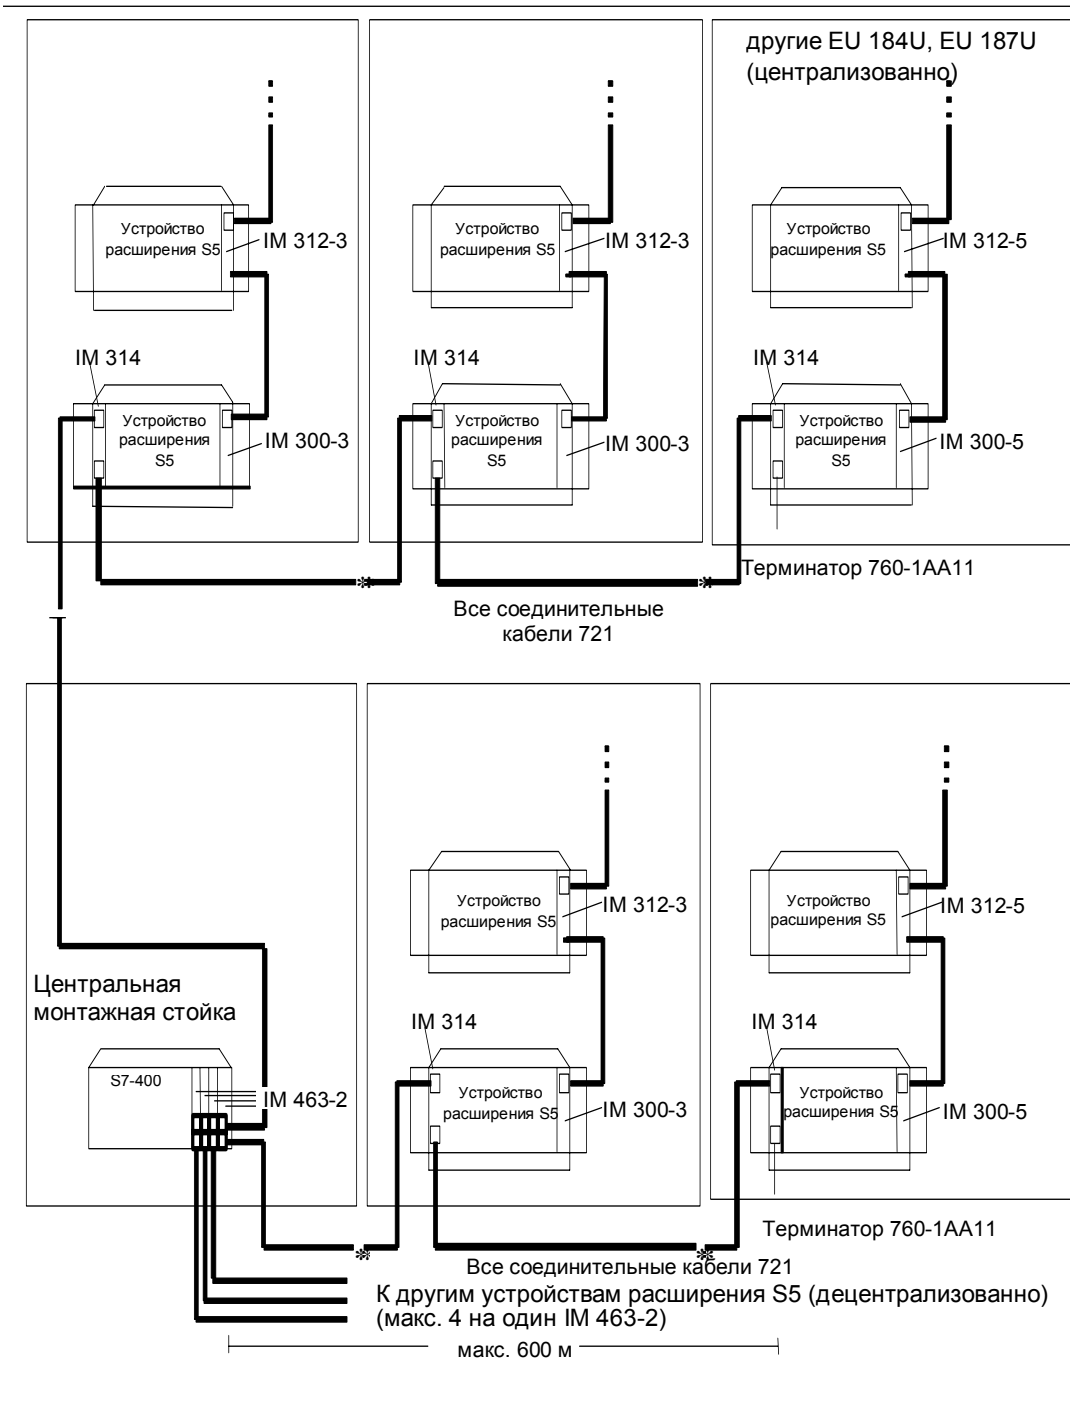 другие EU 184U, EU 187U
(централизованно)
Устройство
расширения S5
IM 312-3
Устройство
расширения S5
IM 312-3
Устройство
расширения S5
IM 312-5
IM 314
IM 314
IM 314
Устройство
расширения
S5
IM 300-3
Устройство
расширения
S5
IM 300-3
Устройство
расширения
S5
IM 300-5
Терминатор 760-1AA11
Все соединительные
кабели 721
Устройство
расширения S5
IM 312-3
Устройство
расширения S5
IM 312-5
Центральная
монтажная стойка
IM 314
IM 314
S7-400
IM 463-2
Устройство
расширения S5
IM 300-3
Устройство
расширения S5
IM 300-5
Терминатор 760-1AA11
Все соединительные кабели 721
К другим устройствам расширения S5 (децентрализованно)
(макс. 4 на один IM 463-2)
макс. 600 м